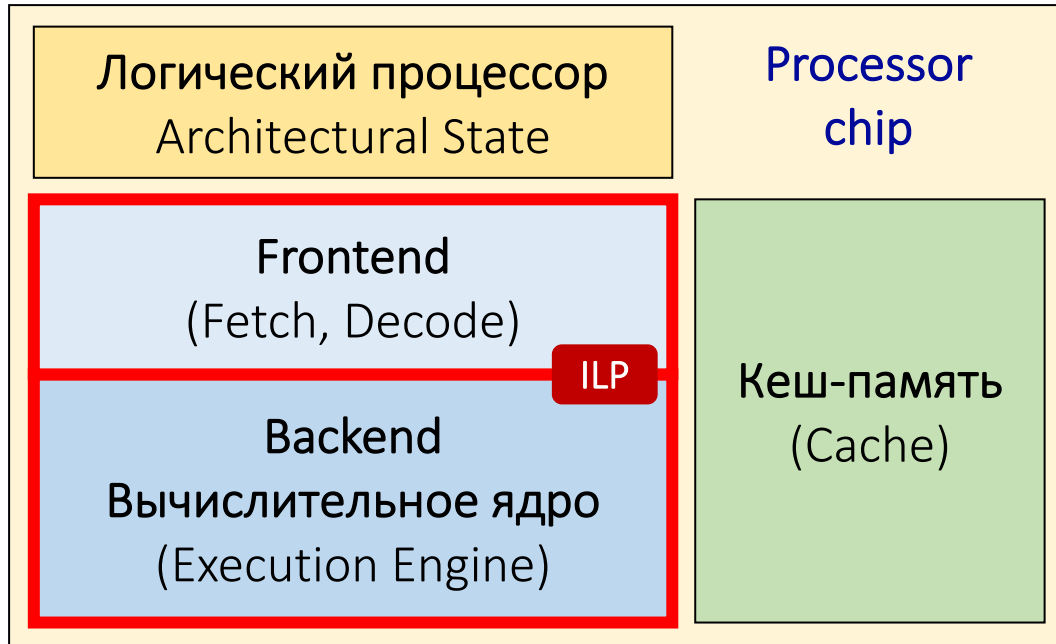 Логический процессор
Architectural State
Processor
chip
Frontend
(Fetch, Decode)
ILP
Backend
Вычислительное ядро
(Execution Engine)
Кеш-память
(Cache)